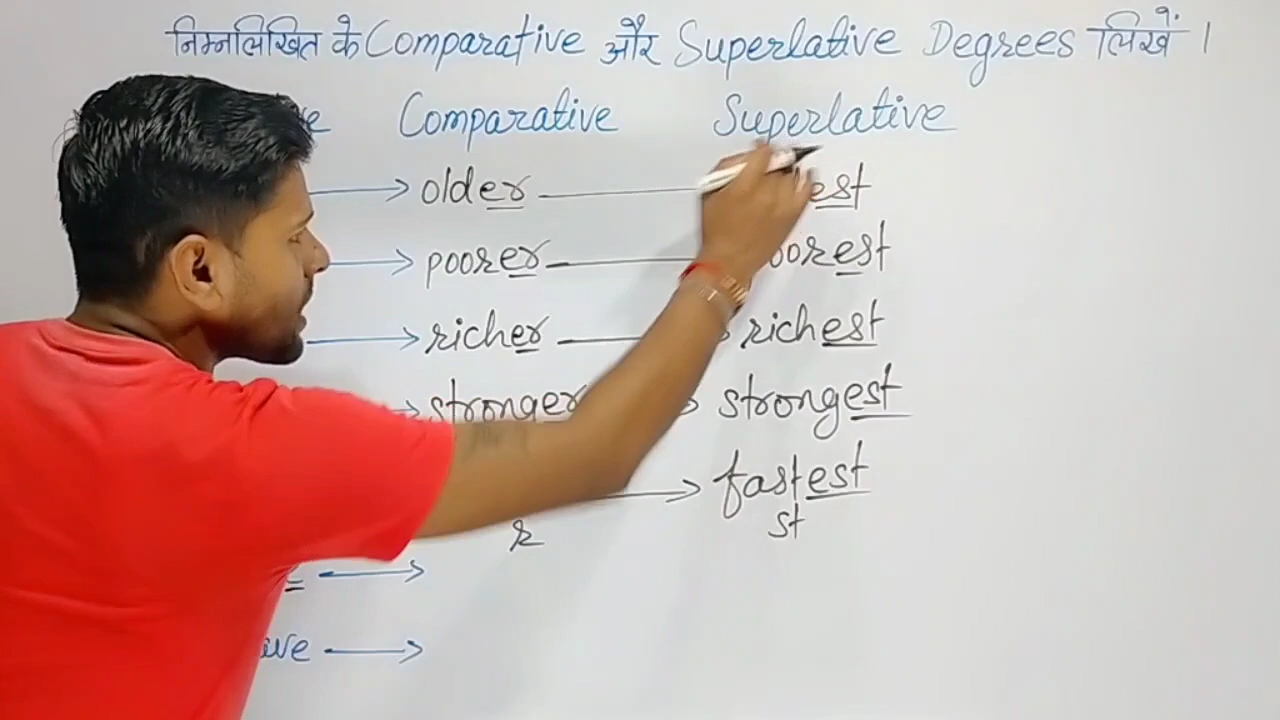 निम्नलिखित के Comparative और Superlative Degrees लिखें ।
Comparative Superlative
older est
poorer oorest
richer richest
stronger strongest
fastest
r st
ve